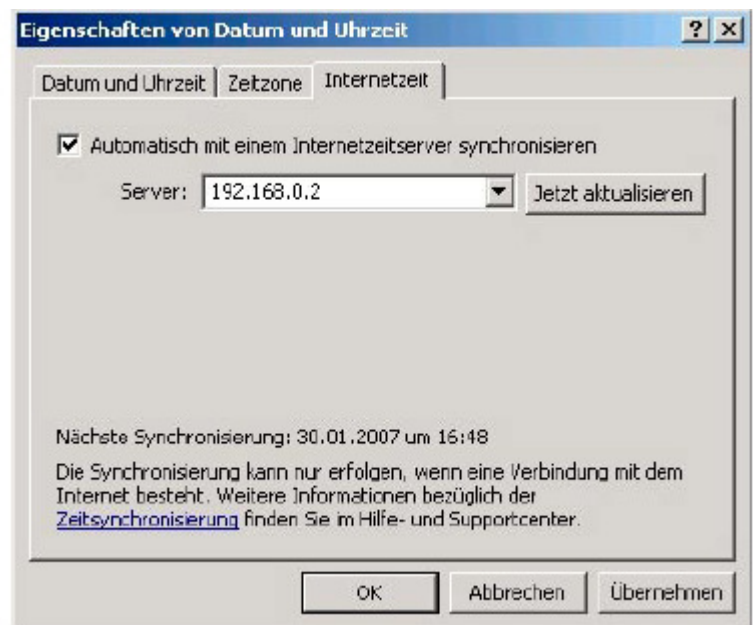 Eigenschaften von Datum und Uhrzeit
Datum und Uhrzeit
Zeitzone
Internetzeit
Automatisch mit einem Internetzeitserver synchronisieren
Server: 192.168.0.2
Jetzt aktualisieren
Nächste Synchronisierung: 30.01.2007 um 16:48
Die Synchronisierung kann nur erfolgen, wenn eine Verbindung mit dem
Internet besteht. Weitere Informationen bezüglich der
Zeitsynchronisierung finden Sie im Hilfe- und Supportcenter.
OK
Abbrechen
Übernehmen